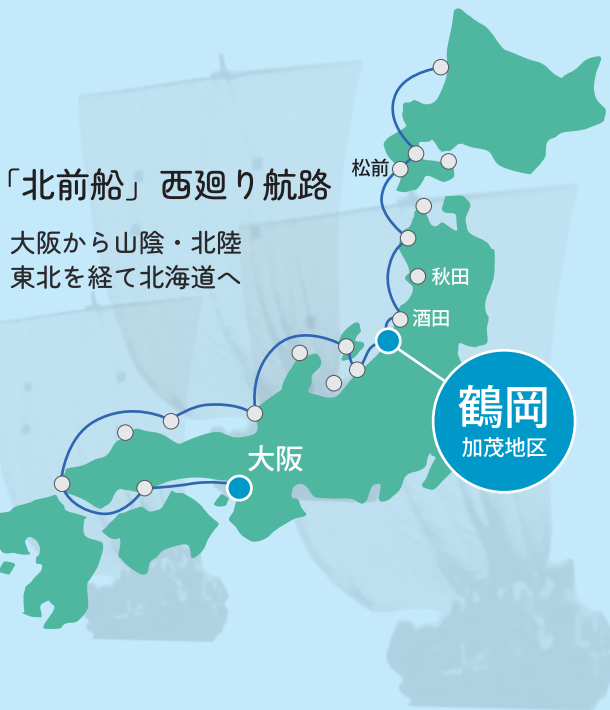 「北前船」西廻り航路
大阪から山陰・北陸
東北を経て北海道へ
松前
秋田
酒田
鶴岡
加茂地区
大阪